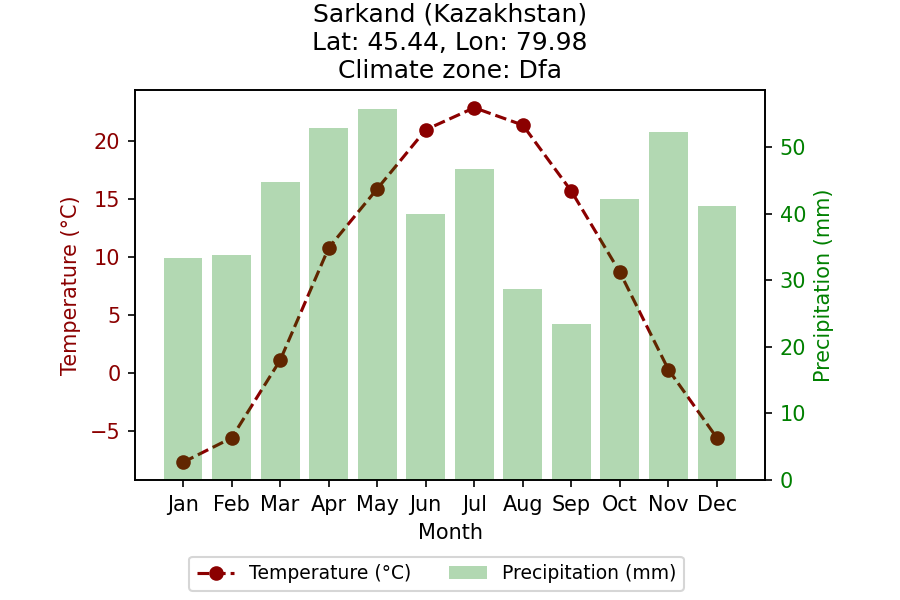 Sarkand (Kazakhstan)
Lat: 45.44, Lon: 79.98
Climate zone: Dfa
20
15
10
5
0
−5
Temperature (°C)
50
40
30
20
10
0
Precipitation (mm)
Jan Feb Mar Apr May Jun Jul Aug Sep Oct Nov Dec
Month
Temperature (°C) Precipitation (mm)